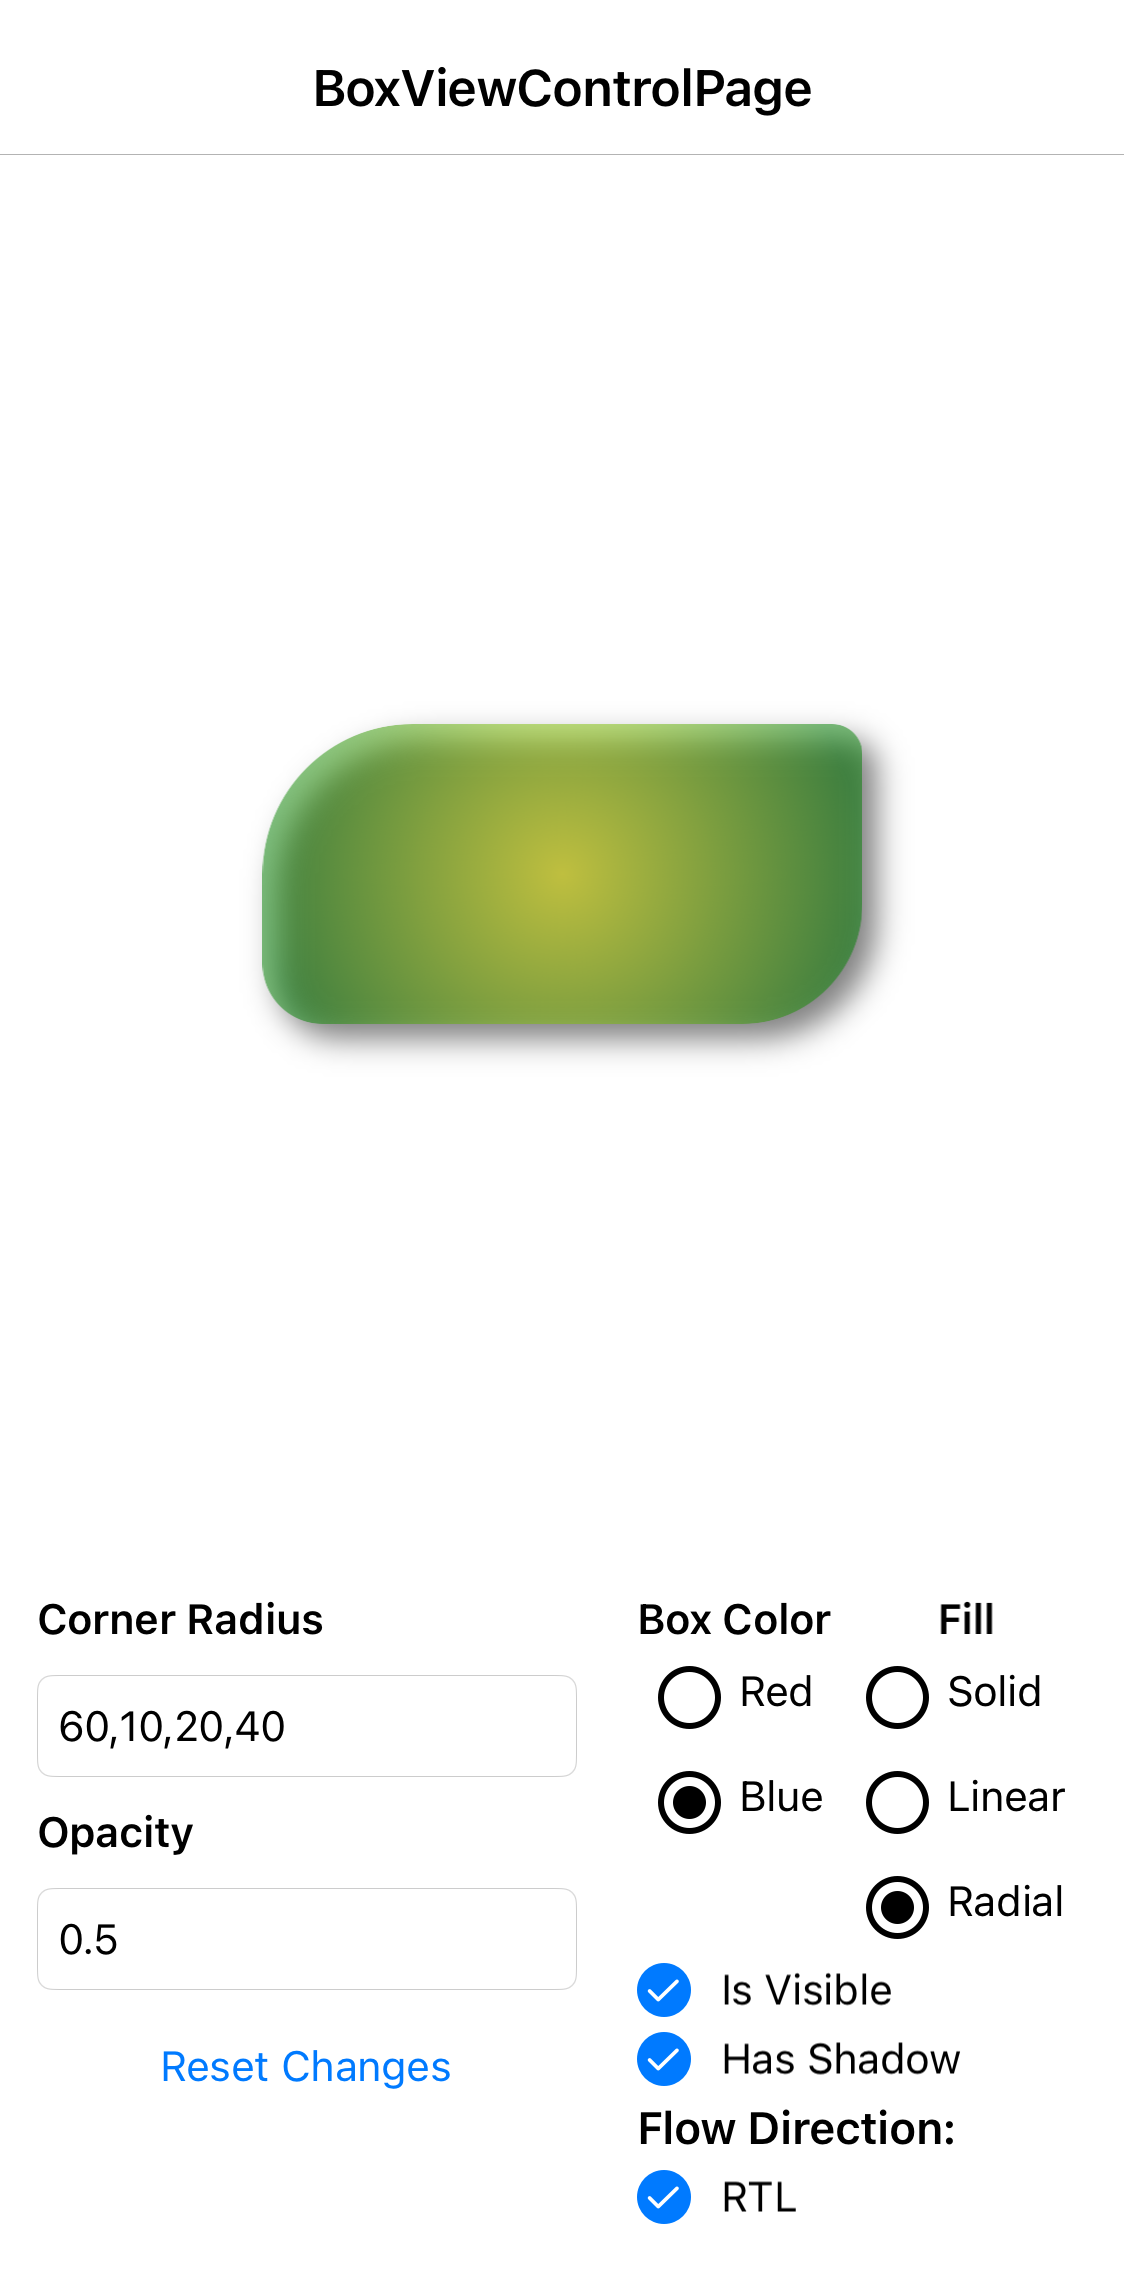 BoxViewControlPage
Corner Radius
60,10,20,40
Opacity
0.5
Reset Changes
Box Color
Fill
Red
Solid
Blue
Linear
Radial
Is Visible
Has Shadow
Flow Direction:
RTL